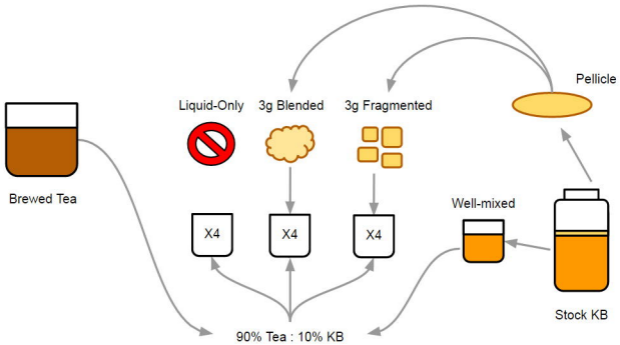 Pellicle
Liquid-Only
3g Blended
3g Fragmented
Brewed Tea
Well-mixed
X4
X4
X4
Stock KB
90% Tea : 10% KB